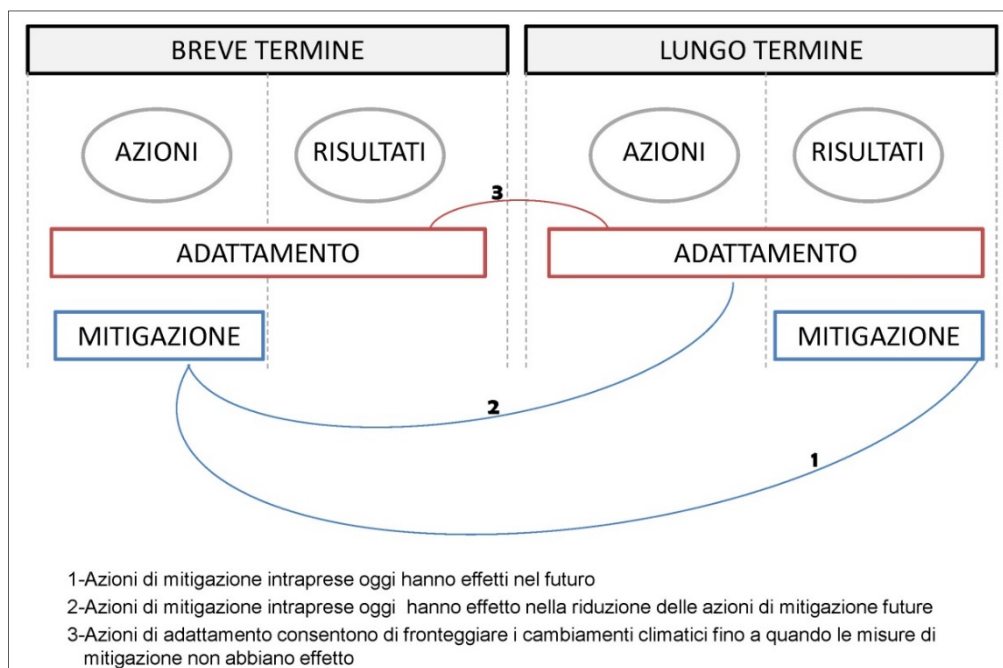 BREVE TERMINE
LUNGO TERMINE
AZIONI
RISULTATI
AZIONI
RISULTATI
3
ADATTAMENTO
ADATTAMENTO
MITIGAZIONE
MITIGAZIONE
2
1
1-Azioni di mitigazione intraprese oggi hanno effetti nel futuro
2-Azioni di mitigazione intraprese oggi hanno effetto nella riduzione delle azioni di mitigazione future
3-Azioni di adattamento consentono di fronteggiare i cambiamenti climatici fino a quando le misure di
mitigazione non abbiano effetto